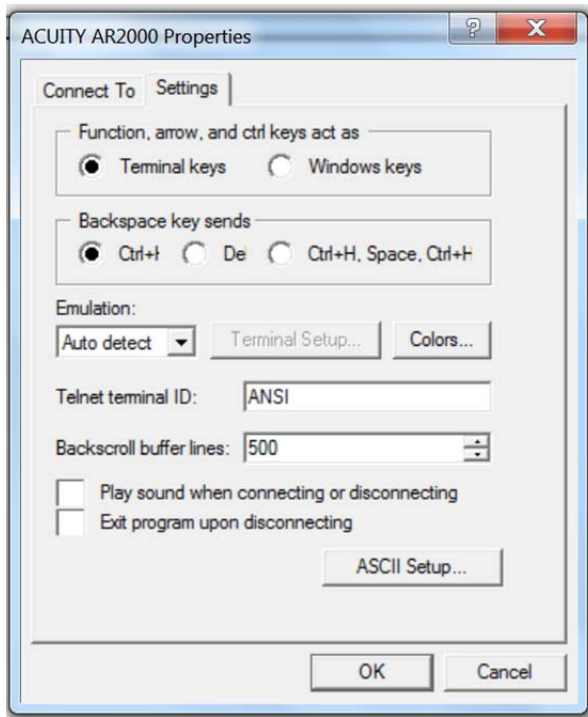 ACUITY AR2000 Properties
? X
Connect To Settings
Function, arrow, and ctrl keys act as
Terminal keys Windows keys
Backspace key sends
Ctrl+H Del Ctrl+H, Space, Ctrl+H
Emulation:
Auto detect Terminal Setup... Colors...
Telnet terminal ID: ANSI
Backscroll buffer lines: 500
Play sound when connecting or disconnecting
Exit program upon disconnecting
ASCII Setup...
OK Cancel